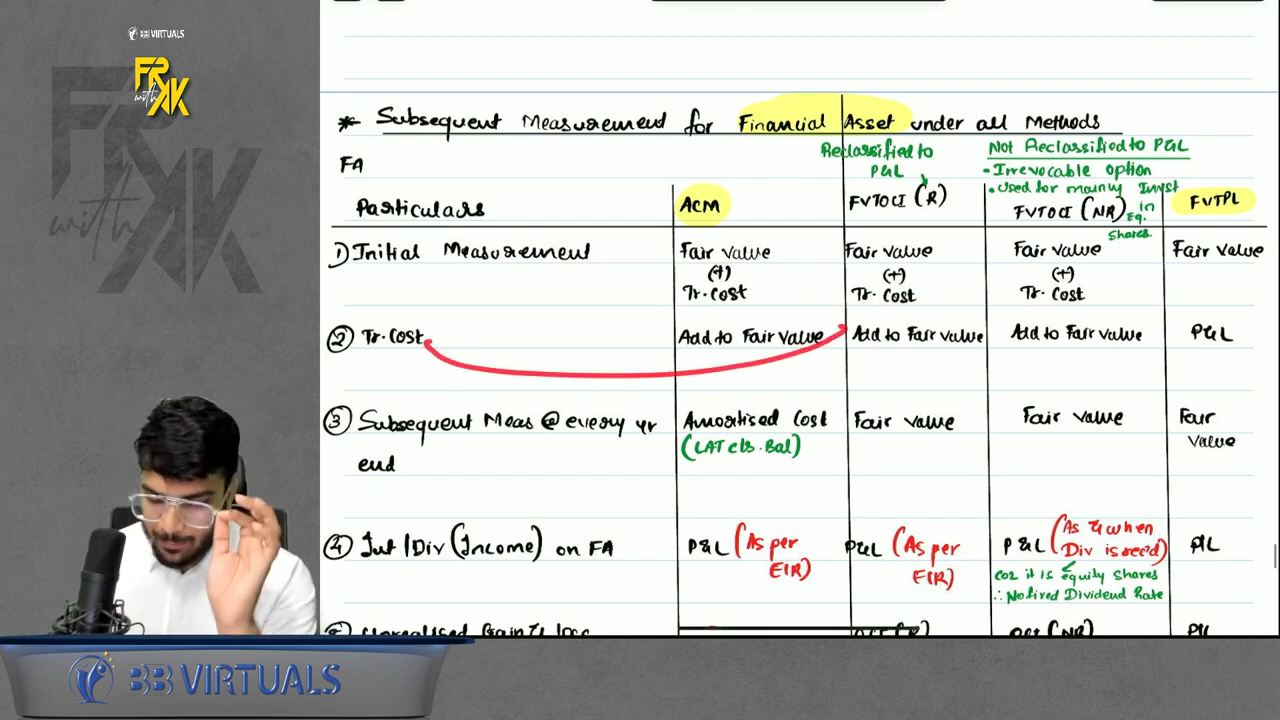 BB VIRTUALS
FR
with
AK
FR
with
AK
* Subsequent Measurement for Financial Asset under all Methods
FA
Reclassified to
P&L
Not Reclassified to P&L
• Irrevocable option
• used for mainly Invst
in
Eq.
Shares.
Particulars
ACM
FVTOCI (R)
FVTOCI (NR)
FVTPL
1) Initial Measurement
Fair value
(+)
Tr. Cost
Fair value
(+)
Tr. Cost
Fair value
(+)
Tr. Cost
Fair Value
② Tr. Cost
Add to Fair value
Add to Fair value
Add to Fair value
P&L
③ Subsequent Meas @ every yr
end
Amortised Cost
(LAT cls. Bal)
Fair value
Fair value
Fair
Value
④ Int / Div (Income) on FA
P&L (As per
EIR)
P&L (As per
EIR)
P&L (As & when
Div is recd)
coz it is equity shares
∴ No fixed Dividend Rate
P/L
BB VIRTUALS